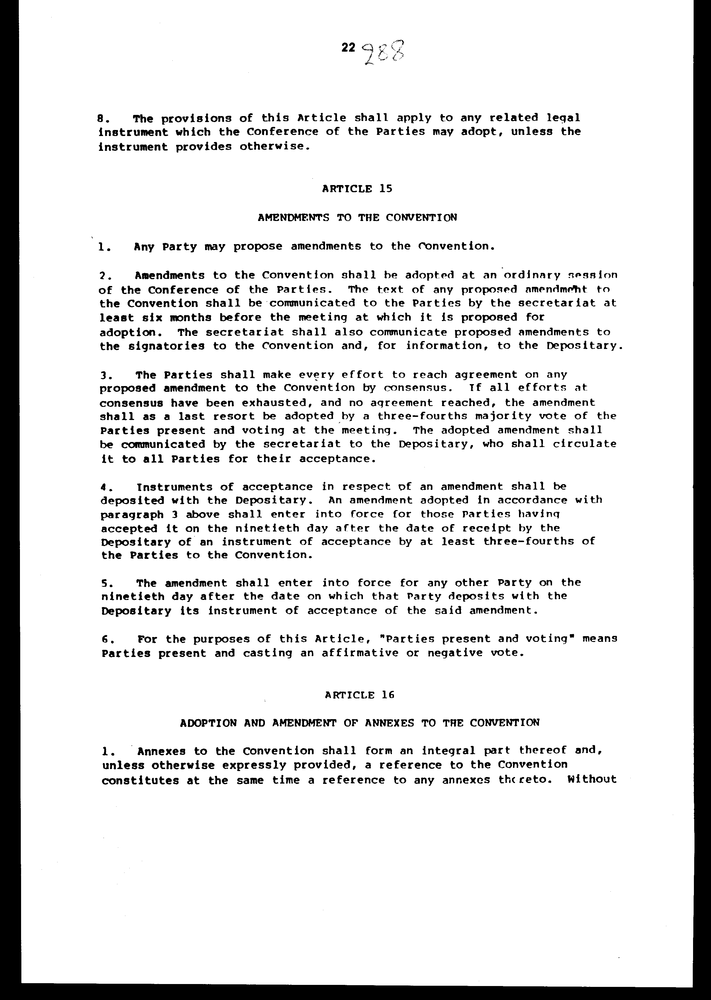 22 288
8. The provisions of this Article shall apply to any related legal
instrument which the Conference of the Parties may adopt, unless the
instrument provides otherwise.
ARTICLE 15
AMENDMENTS TO THE CONVENTION
1. Any Party may propose amendments to the Convention.
2. Amendments to the Convention shall be adopted at an ordinary session
of the Conference of the Parties. The text of any proposed amendment to
the Convention shall be communicated to the Parties by the secretariat at
least six months before the meeting at which it is proposed for
adoption. The secretariat shall also communicate proposed amendments to
the signatories to the Convention and, for information, to the Depositary.
3. The Parties shall make every effort to reach agreement on any
proposed amendment to the Convention by consensus. If all efforts at
consensus have been exhausted, and no agreement reached, the amendment
shall as a last resort be adopted by a three-fourths majority vote of the
Parties present and voting at the meeting. The adopted amendment shall
be communicated by the secretariat to the Depositary, who shall circulate
it to all Parties for their acceptance.
4. Instruments of acceptance in respect of an amendment shall be
deposited with the Depositary. An amendment adopted in accordance with
paragraph 3 above shall enter into force for those Parties having
accepted it on the ninetieth day after the date of receipt by the
Depositary of an instrument of acceptance by at least three-fourths of
the Parties to the Convention.
5. The amendment shall enter into force for any other Party on the
ninetieth day after the date on which that Party deposits with the
Depositary its instrument of acceptance of the said amendment.
6. For the purposes of this Article, "Parties present and voting" means
Parties present and casting an affirmative or negative vote.
ARTICLE 16
ADOPTION AND AMENDMENT OF ANNEXES TO THE CONVENTION
1. Annexes to the Convention shall form an integral part thereof and,
unless otherwise expressly provided, a reference to the Convention
constitutes at the same time a reference to any annexes thereto. Without